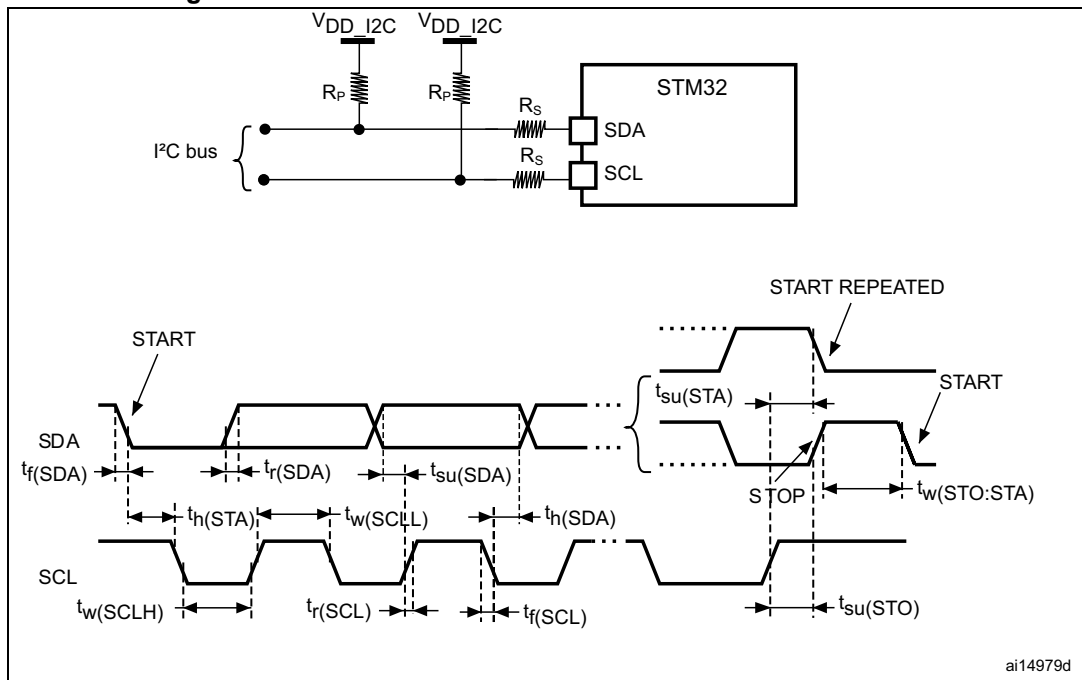 V DD_I2C V DD_I2C
RP RP
STM32
RS
SDA
I²C bus
RS
SCL
START REPEATED
START
START
tsu(STA)
SDA
tf(SDA) tr(SDA) tsu(SDA)
STOP
tw(STO:STA)
th(STA) tw(SCLL) th(SDA)
SCL
tw(SCLH) tr(SCL) tf(SCL) tsu(STO)
ai14979d